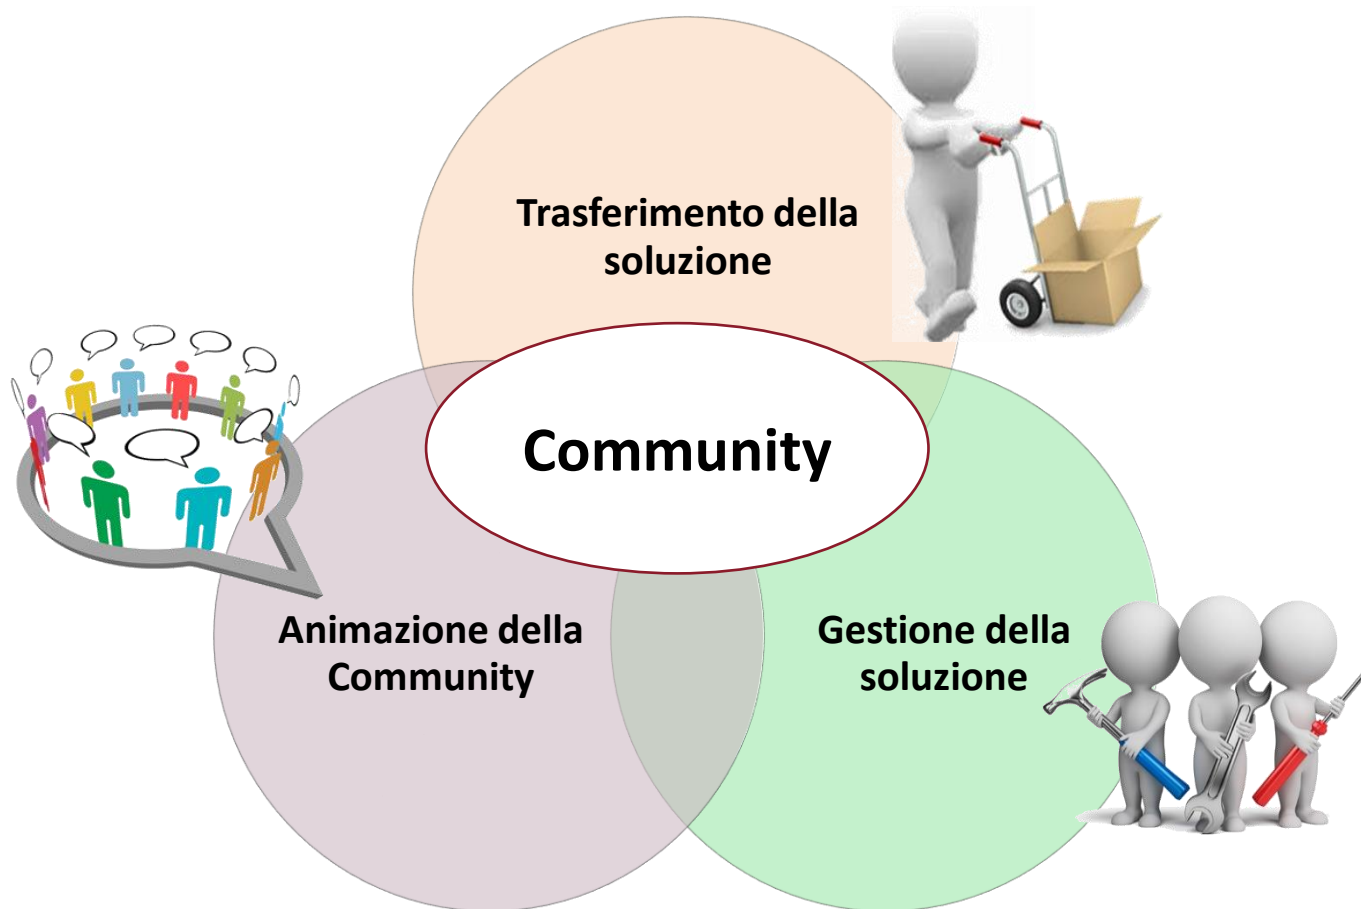 Trasferimento della
soluzione
Community
Animazione della
Community
Gestione della
soluzione